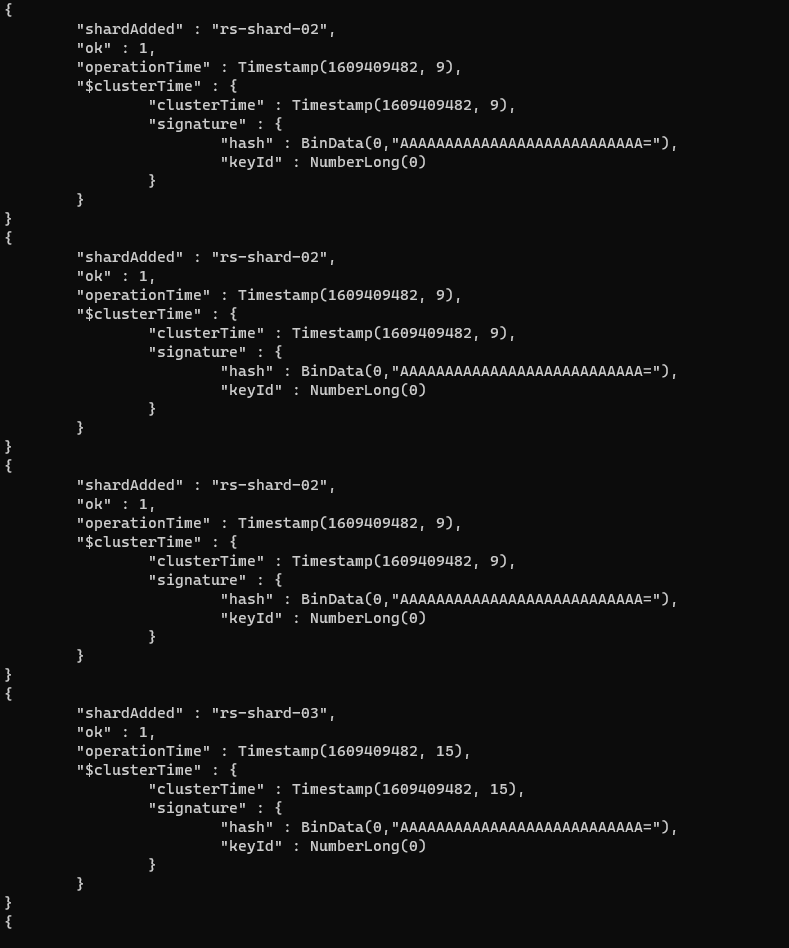 {
        "shardAdded" : "rs-shard-02",
        "ok" : 1,
        "operationTime" : Timestamp(1609409482, 9),
        "$clusterTime" : {
                "clusterTime" : Timestamp(1609409482, 9),
                "signature" : {
                        "hash" : BinData(0,"AAAAAAAAAAAAAAAAAAAAAAAAAAA="),
                        "keyId" : NumberLong(0)
                }
        }
}
{
        "shardAdded" : "rs-shard-02",
        "ok" : 1,
        "operationTime" : Timestamp(1609409482, 9),
        "$clusterTime" : {
                "clusterTime" : Timestamp(1609409482, 9),
                "signature" : {
                        "hash" : BinData(0,"AAAAAAAAAAAAAAAAAAAAAAAAAAA="),
                        "keyId" : NumberLong(0)
                }
        }
}
{
        "shardAdded" : "rs-shard-02",
        "ok" : 1,
        "operationTime" : Timestamp(1609409482, 9),
        "$clusterTime" : {
                "clusterTime" : Timestamp(1609409482, 9),
                "signature" : {
                        "hash" : BinData(0,"AAAAAAAAAAAAAAAAAAAAAAAAAAA="),
                        "keyId" : NumberLong(0)
                }
        }
}
{
        "shardAdded" : "rs-shard-03",
        "ok" : 1,
        "operationTime" : Timestamp(1609409482, 15),
        "$clusterTime" : {
                "clusterTime" : Timestamp(1609409482, 15),
                "signature" : {
                        "hash" : BinData(0,"AAAAAAAAAAAAAAAAAAAAAAAAAAA="),
                        "keyId" : NumberLong(0)
                }
        }
}
{